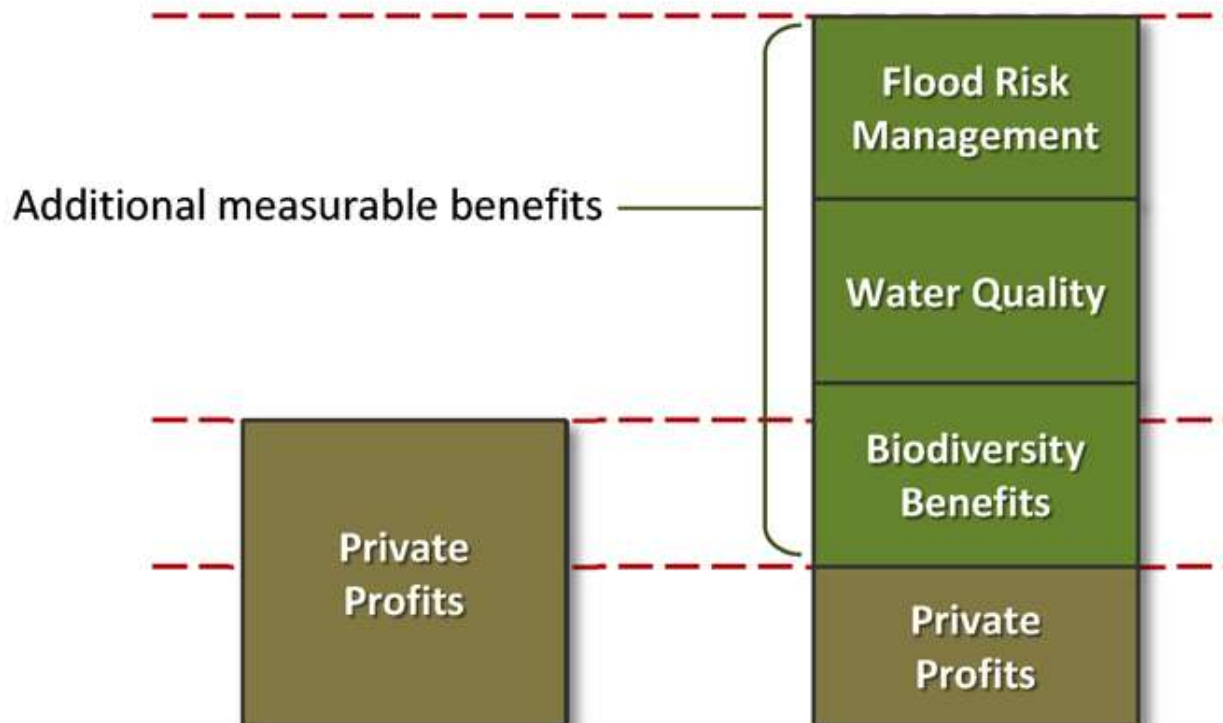 Flood Risk
Management
Additional measurable benefits
Water Quality
Biodiversity
Benefits
Private
Profits
Private
Profits